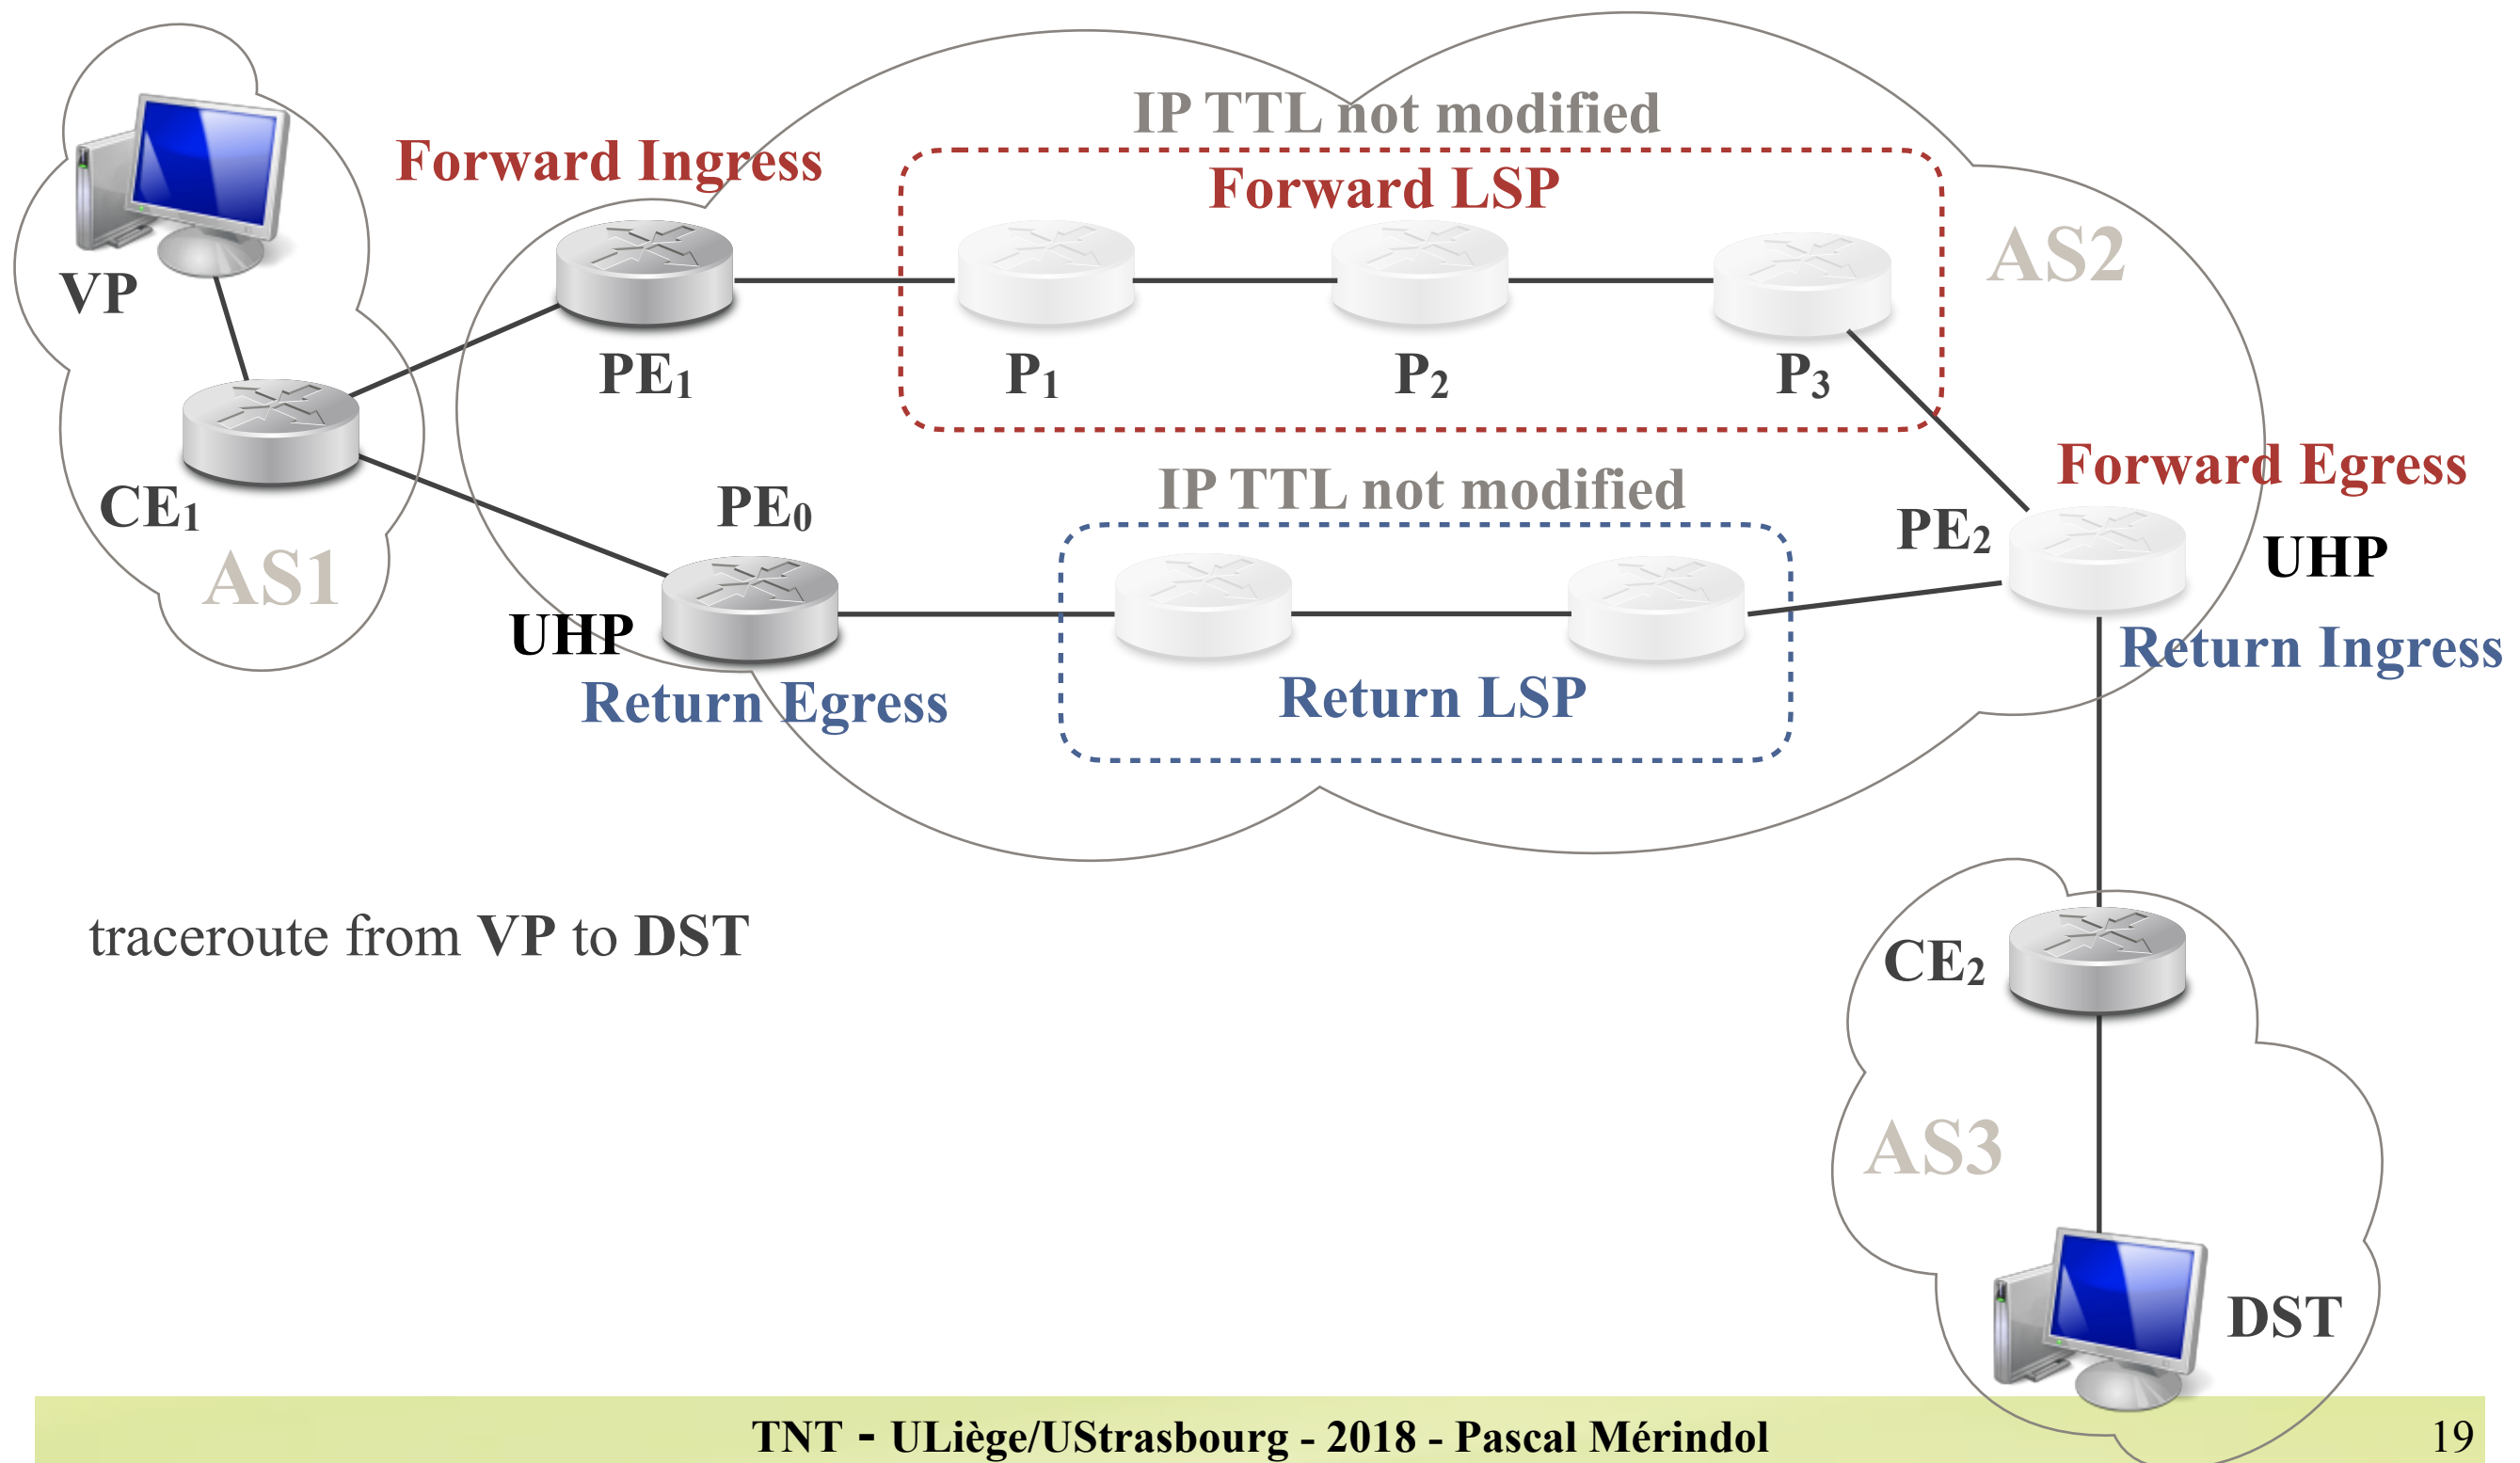 IP TTL not modified
Forward Ingress
Forward LSP
AS2
VP
PE₁
P₁
P₂
P₃
Forward Egress
IP TTL not modified
CE₁
PE₀
PE₂
UHP
AS1
UHP
Return Ingress
Return LSP
Return Egress
traceroute from VP to DST
CE₂
AS3
DST
TNT - ULiège/UStrasbourg - 2018 - Pascal Mérindol
19